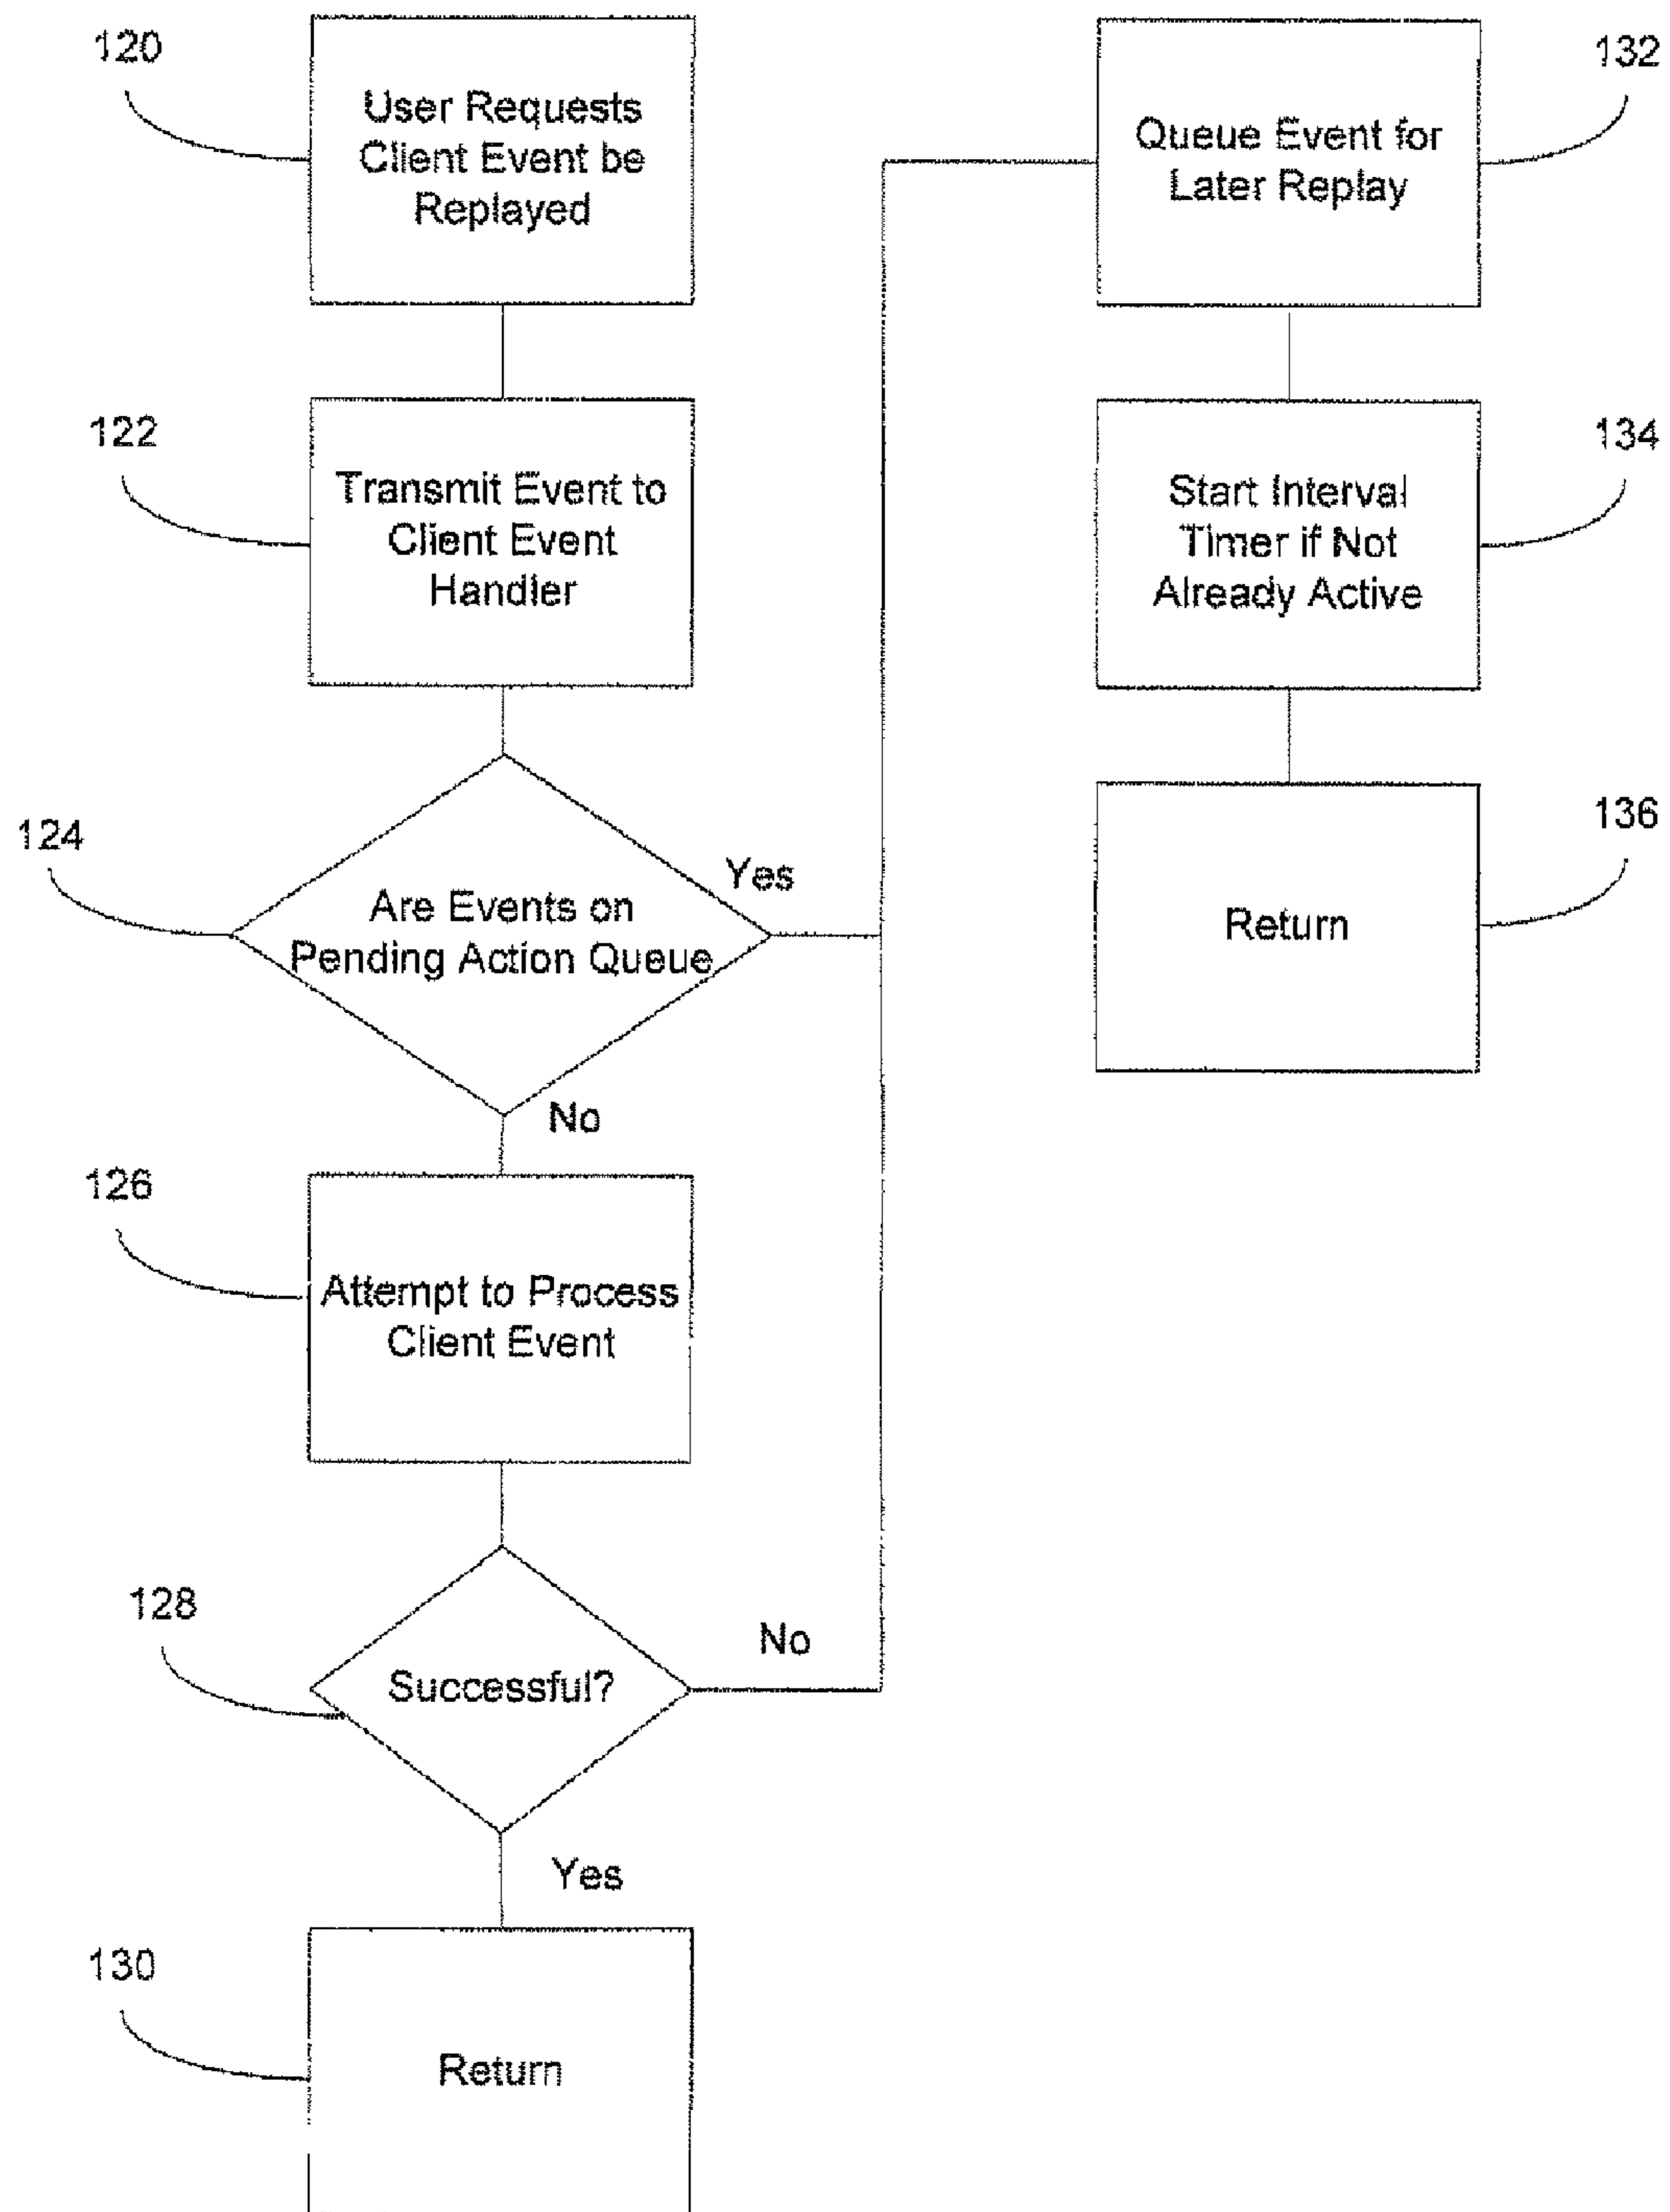 120
User Requests
Client Event be
Replayed
122
Transmit Event to
Client Event
Handler
124
Are Events on
Pending Action Queue
Yes
No
126
Attempt to Process
Client Event
128
Successful?
No
Yes
130
Return
132
Queue Event for
Later Replay
134
Start Interval
Timer if Not
Already Active
136
Return